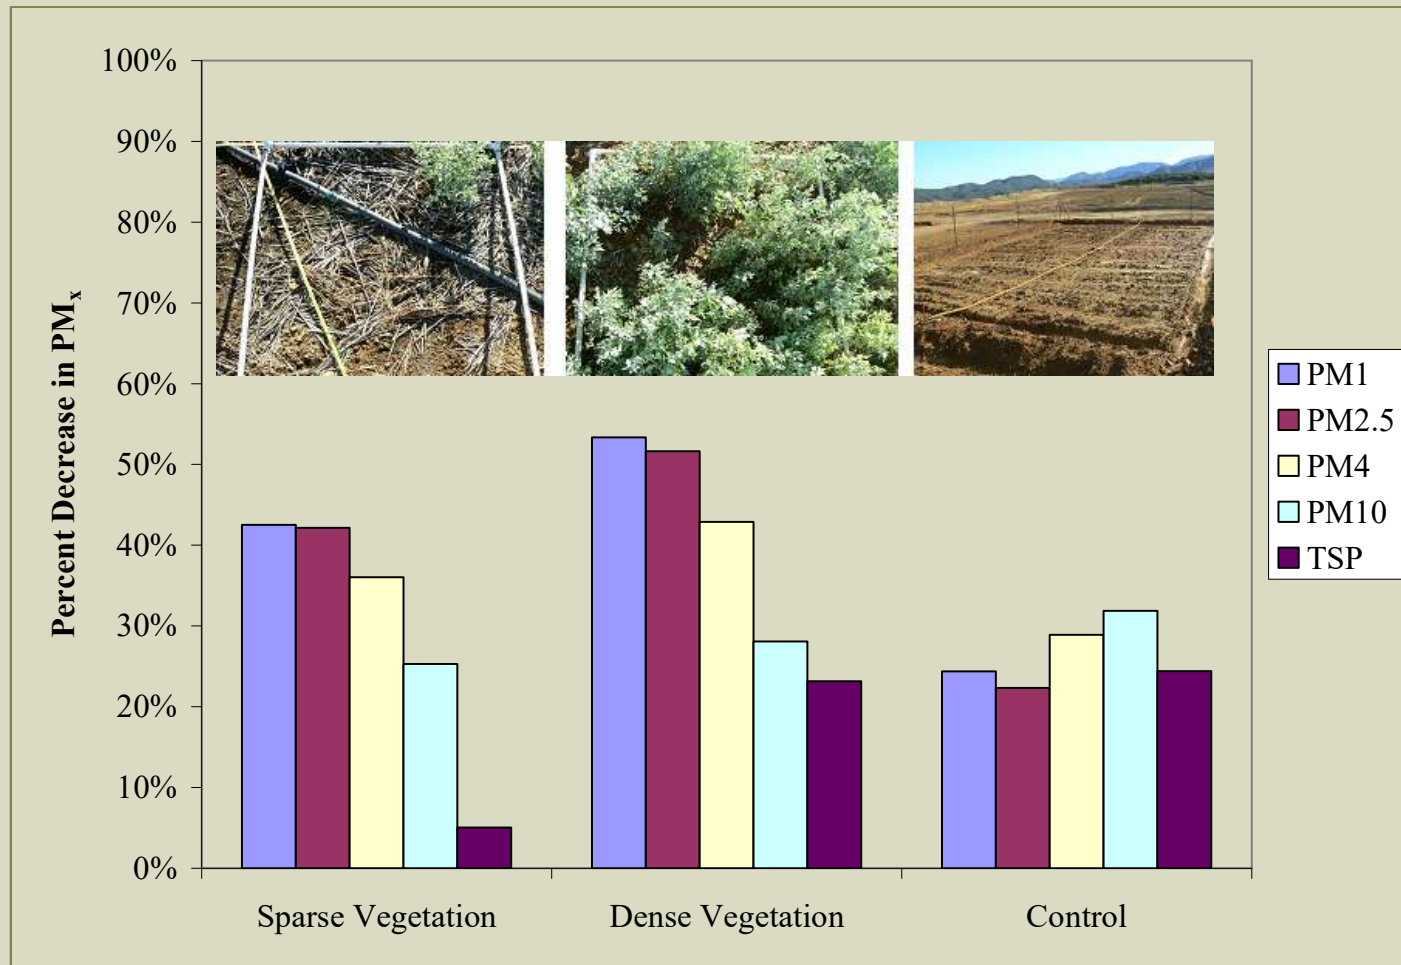 Percent Decrease in PMx
100%
90%
80%
70%
60%
50%
40%
30%
20%
10%
0%
Sparse Vegetation
Dense Vegetation
Control
PM1
PM2.5
PM4
PM10
TSP